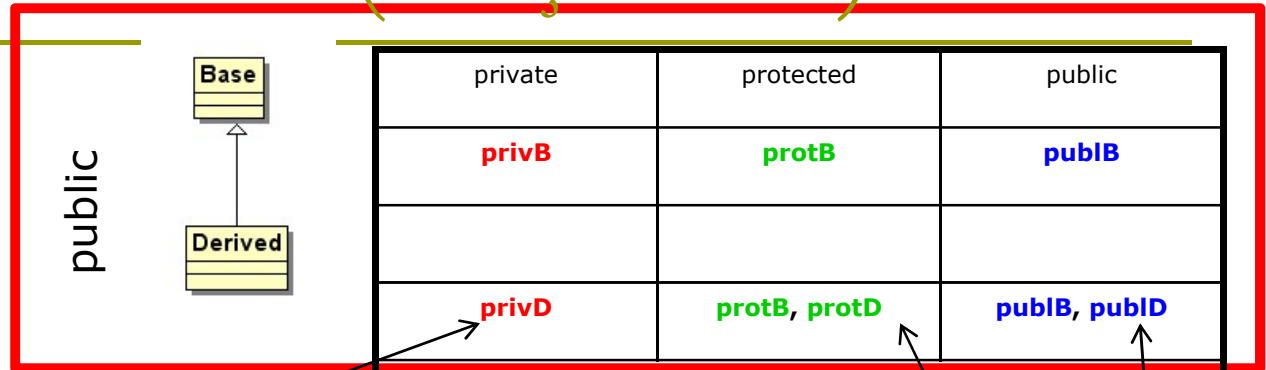 public
Base
Derived
private protected public
privB protB publB
privD protB, protD publB, publD